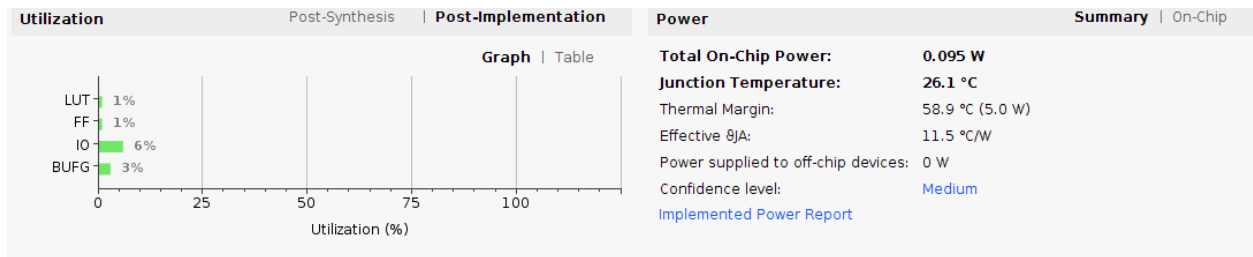 Utilization Post-Synthesis | Post-Implementation
Graph | Table
LUT 1%
FF 1%
IO 6%
BUFG 3%
0 25 50 75 100
Utilization (%)
Power Summary | On-Chip
Total On-Chip Power: 0.095 W
Junction Temperature: 26.1 °C
Thermal Margin: 58.9 °C (5.0 W)
Effective ϑJA: 11.5 °C/W
Power supplied to off-chip devices: 0 W
Confidence level: Medium
Implemented Power Report